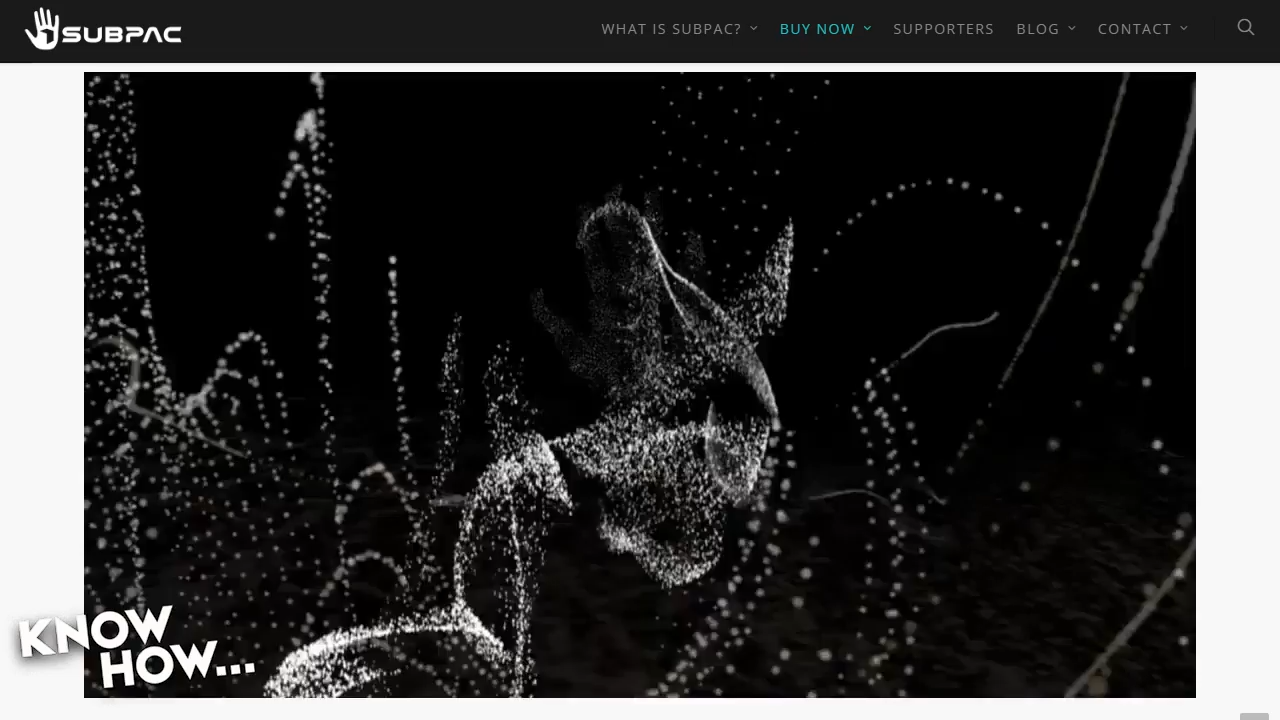 SUBPAC
WHAT IS SUBPAC? BUY NOW SUPPORTERS BLOG CONTACT
KNOW
HOW...